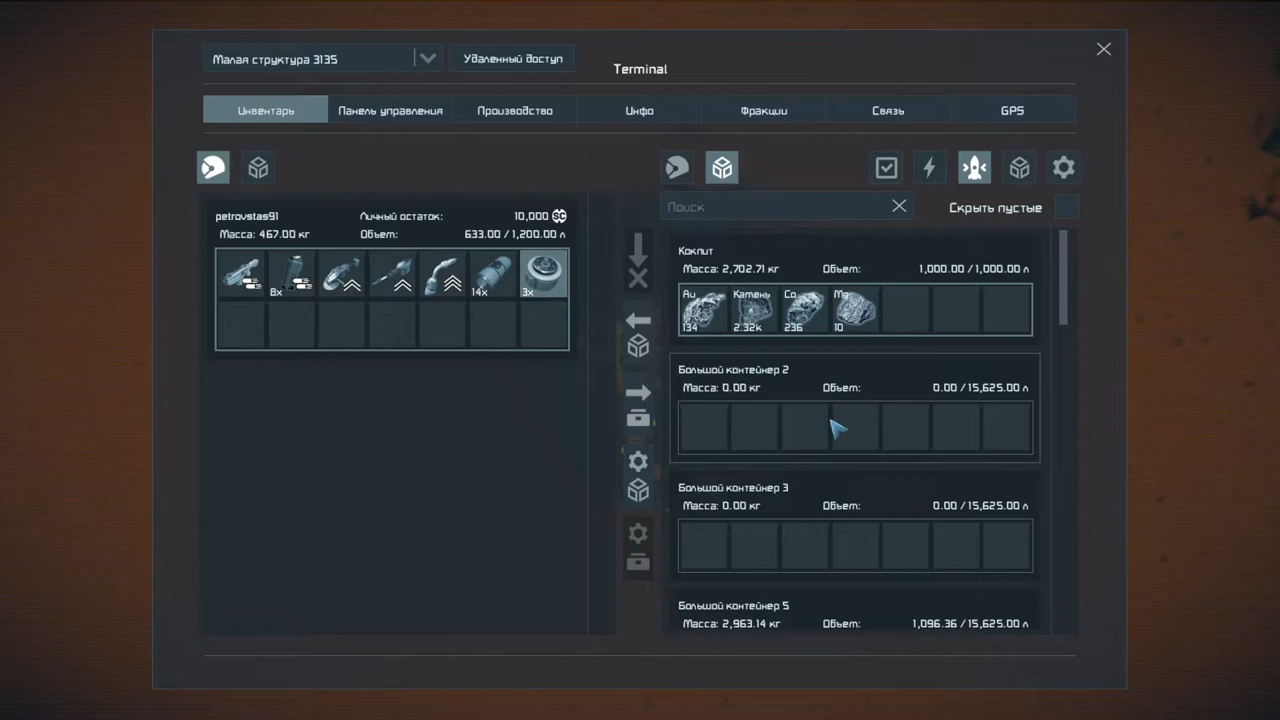 Малая структура 3135
Удаленный доступ
Terminal
Инвентарь
Панель управления
Производство
Инфо
Фракции
Связь
GPS
petrovstas91 Личный остаток: 10,000 SC
Масса: 467.00 кг Объем: 633.00 / 1,200.00 л
8x 14x 3x
Поиск
Скрыть пустые
Кокпит
Масса: 2,702.71 кг Объем: 1,000.00 / 1,000.00 л
Au Камень Co Mg
134 2.32k 236 10
Большой контейнер 2
Масса: 0.00 кг Объем: 0.00 / 15,625.00 л
Большой контейнер 3
Масса: 0.00 кг Объем: 0.00 / 15,625.00 л
Большой контейнер 5
Масса: 2,963.14 кг Объем: 1,096.36 / 15,625.00 л